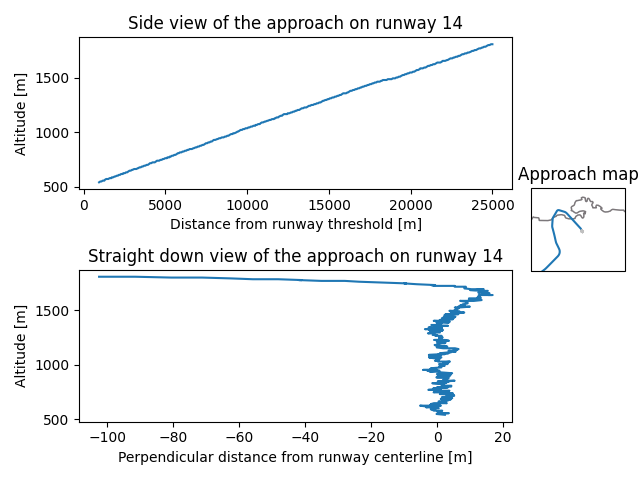 Side view of the approach on runway 14
Altitude [m]
1500
1000
500
0
5000
10000
15000
20000
25000
Distance from runway threshold [m]
Approach map
Straight down view of the approach on runway 14
Altitude [m]
1500
1000
500
−100
−80
−60
−40
−20
0
20
Perpendicular distance from runway centerline [m]